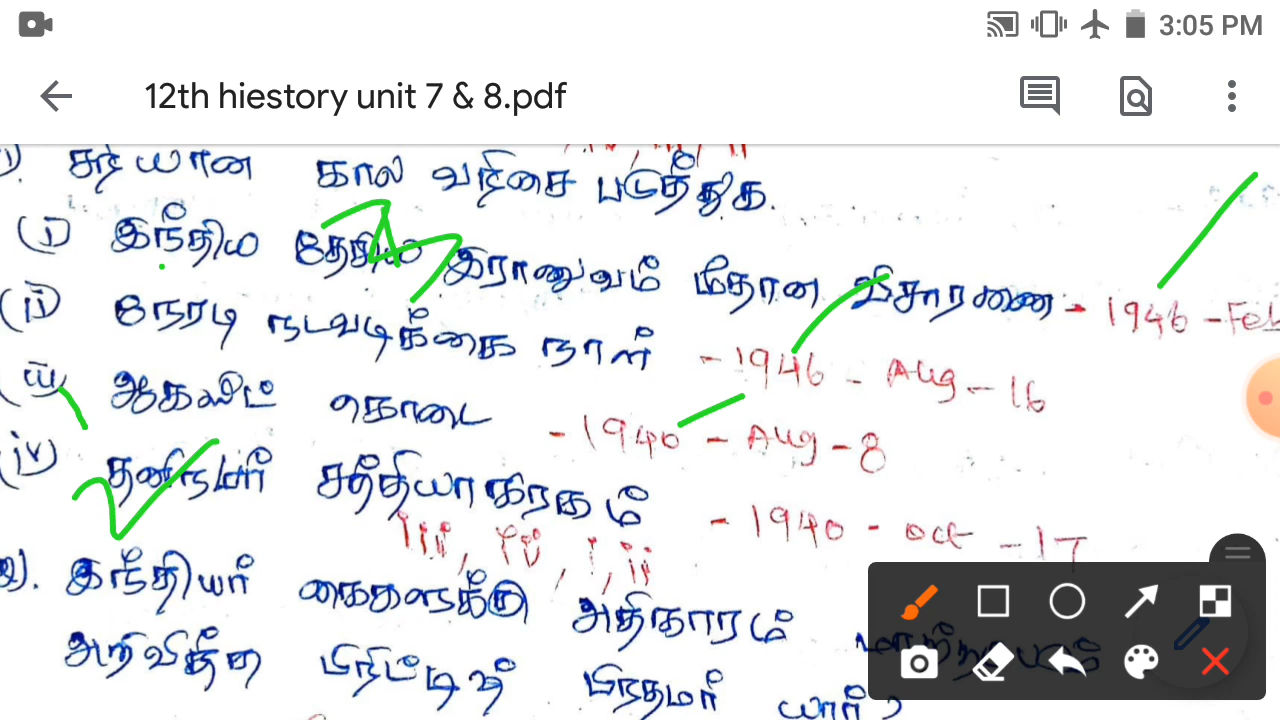 3:05 PM
12th hiestory unit 7 & 8.pdf
சரியான கால வரிசை படுத்துக.
(i) இந்திய தேசிய இராணுவம் மீதான விசாரணை - 1946 - Feb
(ii) நேரடி நடவடிக்கை நாள் - 1946 - Aug - 16
(iii) ஆகஸ்ட் கொடை - 1940 - Aug - 8
(iv) தனிநபர் சத்தியாகிரகம் - 1940 - oct - 17
iii, iv, i, ii
இந்தியர் கைகளுக்கு அதிகாரம்
அறிவித்த பிரிட்டிஷ் பிரதமர் யார்?